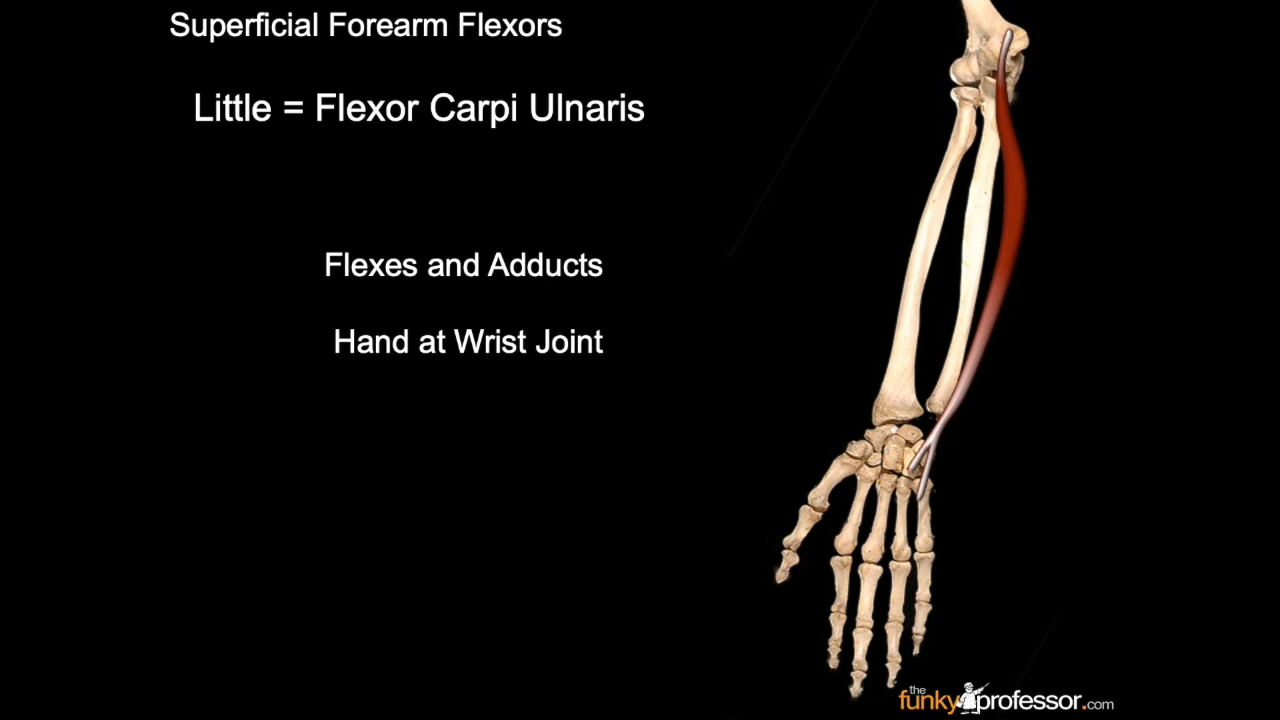 Superficial Forearm Flexors
Little = Flexor Carpi Ulnaris
Flexes and Adducts
Hand at Wrist Joint
the
funkyprofessor.com